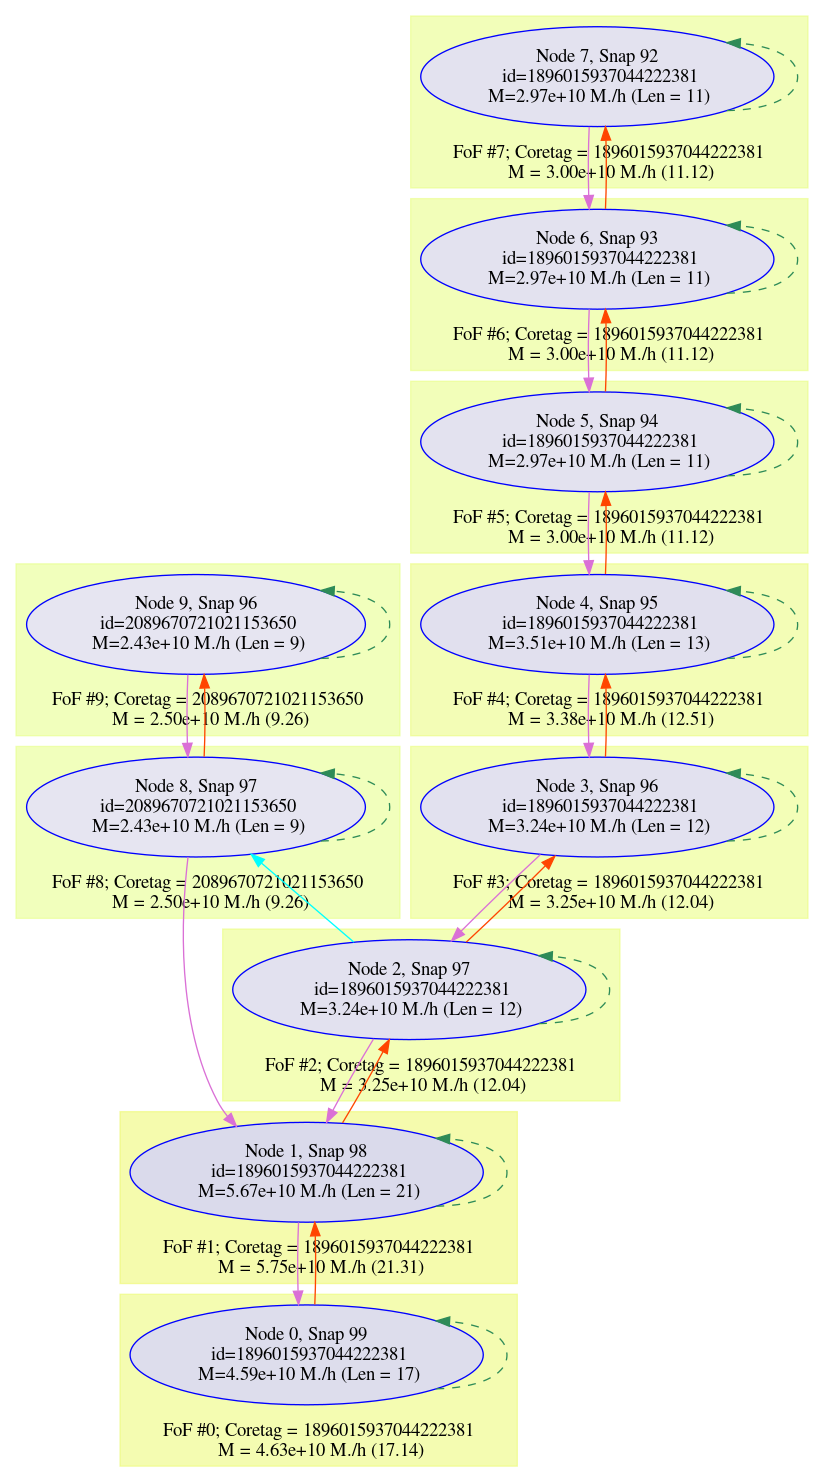 Node 7, Snap 92
id=1896015937044222381
M=2.97e+10 M./h (Len = 11)
FoF #7; Coretag = 1896015937044222381
M = 3.00e+10 M./h (11.12)
Node 6, Snap 93
id=1896015937044222381
M=2.97e+10 M./h (Len = 11)
FoF #6; Coretag = 1896015937044222381
M = 3.00e+10 M./h (11.12)
Node 5, Snap 94
id=1896015937044222381
M=2.97e+10 M./h (Len = 11)
FoF #5; Coretag = 1896015937044222381
M = 3.00e+10 M./h (11.12)
Node 9, Snap 96
id=2089670721021153650
M=2.43e+10 M./h (Len = 9)
FoF #9; Coretag = 2089670721021153650
M = 2.50e+10 M./h (9.26)
Node 4, Snap 95
id=1896015937044222381
M=3.51e+10 M./h (Len = 13)
FoF #4; Coretag = 1896015937044222381
M = 3.38e+10 M./h (12.51)
Node 8, Snap 97
id=2089670721021153650
M=2.43e+10 M./h (Len = 9)
FoF #8; Coretag = 2089670721021153650
M = 2.50e+10 M./h (9.26)
Node 3, Snap 96
id=1896015937044222381
M=3.24e+10 M./h (Len = 12)
FoF #3; Coretag = 1896015937044222381
M = 3.25e+10 M./h (12.04)
Node 2, Snap 97
id=1896015937044222381
M=3.24e+10 M./h (Len = 12)
FoF #2; Coretag = 1896015937044222381
M = 3.25e+10 M./h (12.04)
Node 1, Snap 98
id=1896015937044222381
M=5.67e+10 M./h (Len = 21)
FoF #1; Coretag = 1896015937044222381
M = 5.75e+10 M./h (21.31)
Node 0, Snap 99
id=1896015937044222381
M=4.59e+10 M./h (Len = 17)
FoF #0; Coretag = 1896015937044222381
M = 4.63e+10 M./h (17.14)